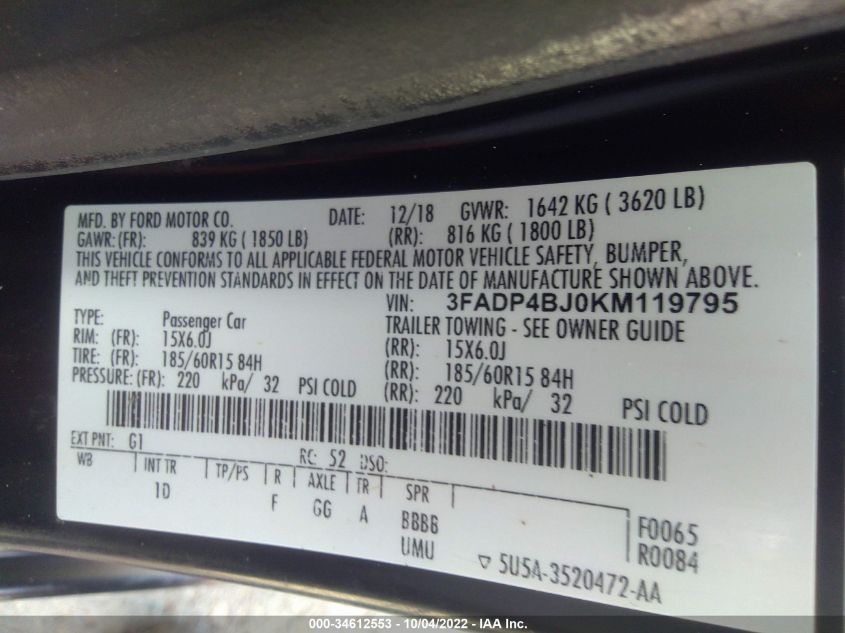 MFD. BY FORD MOTOR CO. DATE: 12/18 GVWR: 1642 KG ( 3620 LB)
GAWR: (FR): 839 KG ( 1850 LB) (RR): 816 KG ( 1800 LB)
THIS VEHICLE CONFORMS TO ALL APPLICABLE FEDERAL MOTOR VEHICLE SAFETY, BUMPER,
AND THEFT PREVENTION STANDARDS IN EFFECT ON THE DATE OF MANUFACTURE SHOWN ABOVE.
VIN: 3FADP4BJ0KM119795
TYPE: Passenger Car TRAILER TOWING - SEE OWNER GUIDE
RIM: (FR): 15X6.0J (RR): 15X6.0J
TIRE: (FR): 185/60R15 84H (RR): 185/60R15 84H
PRESSURE: (FR): 220 kPa/ 32 PSI COLD (RR): 220 kPa/ 32 PSI COLD
EXT PNT: G1 RC: 52 DSO:
WB INT TR TP/PS R AXLE TR SPR
1D F GG A BBB6 F0065
UMU R0084
▽ 5U5A-3520472-AA
000-34612553 - 10/04/2022 - IAA Inc.